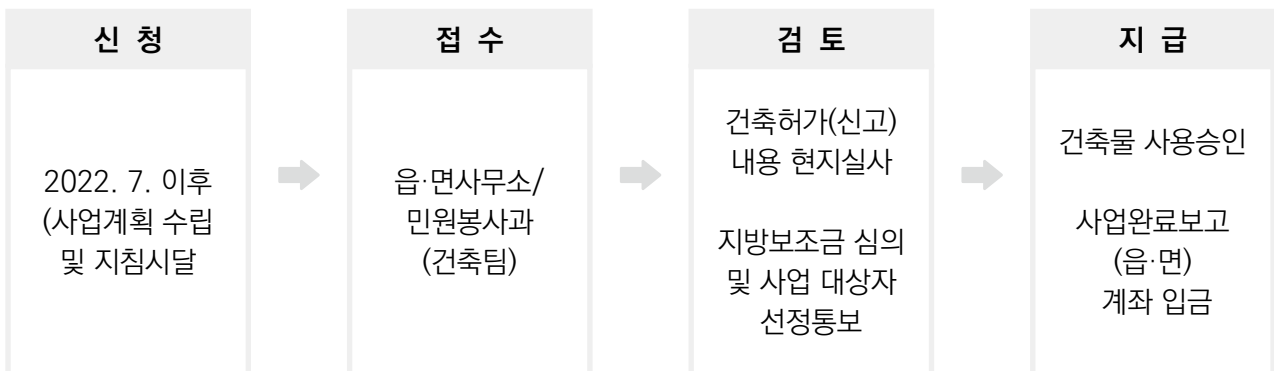 신 청
2022. 7. 이후
(사업계획 수립
및 지침시달
접 수
읍·면사무소/
민원봉사과
(건축팀)
검 토
건축허가(신고)
내용 현지실사
지방보조금 심의
및 사업 대상자
선정통보
지 급
건축물 사용승인
사업완료보고
(읍·면)
계좌 입금